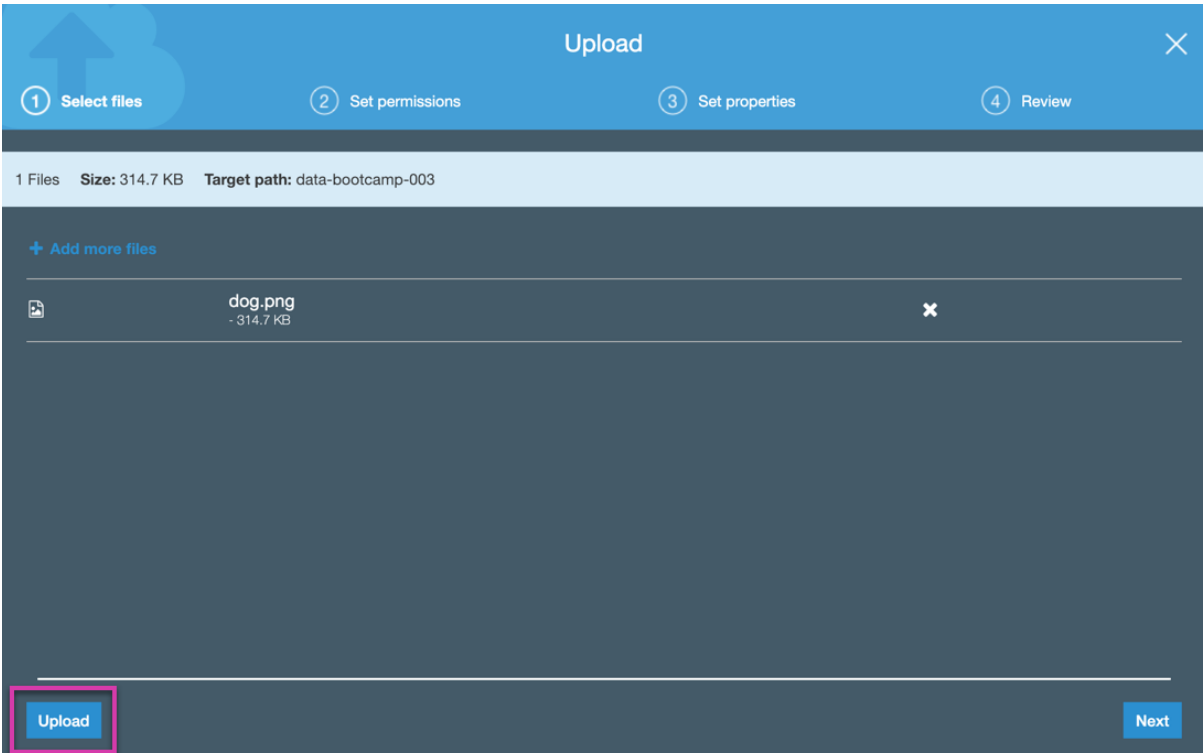 Upload
1 Select files 2 Set permissions 3 Set properties 4 Review
1 Files Size: 314.7 KB Target path: data-bootcamp-003
+ Add more files
dog.png
- 314.7 KB
Upload Next